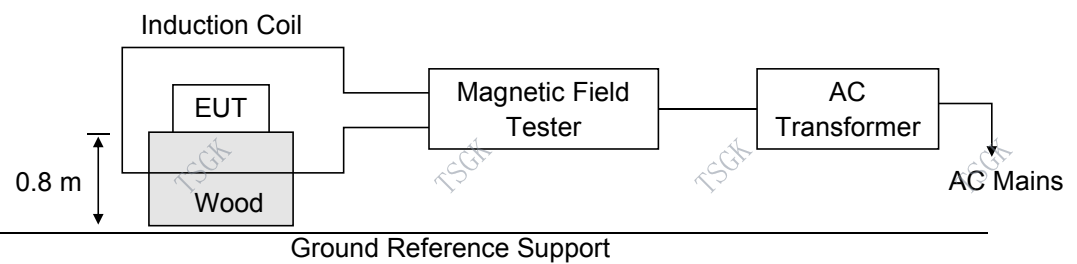 Induction Coil
EUT
Magnetic Field
Tester
AC
Transformer
0.8 m
Wood
AC Mains
Ground Reference Support
TSGK
TSGK
TSGK
TSGK